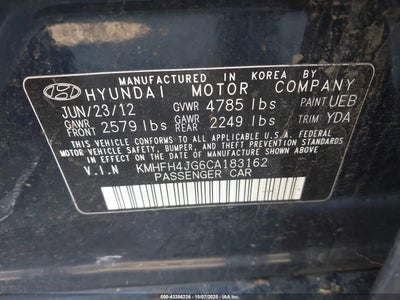 MANUFACTURED IN KOREA BY
HYUNDAI MOTOR COMPANY
JUN/23/12 GVWR 4785 lbs PAINT UEB
GAWR FRONT 2579 lbs GAWR REAR 2249 lbs TRIM YDA
THIS VEHICLE CONFORMS TO ALL APPLICABLE U.S.A. FEDERAL
MOTOR VEHICLE SAFETY, BUMPER, AND THEFT PREVENTION
STANDARDS IN EFFECT ON THE DATE OF MANUFACTURE SHOWN ABOVE.
V.I.N KMHFH4JG6CA183162
PASSENGER CAR
000-43386226 - 10/07/2025 - USOD57